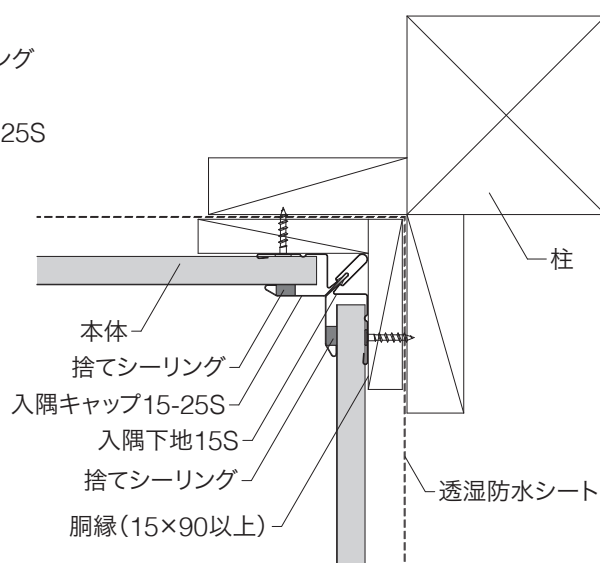 ング
25S
柱
本体
捨てシーリング
入隅キャップ15-25S
入隅下地15S
捨てシーリング
透湿防水シート
胴縁（15×90以上）